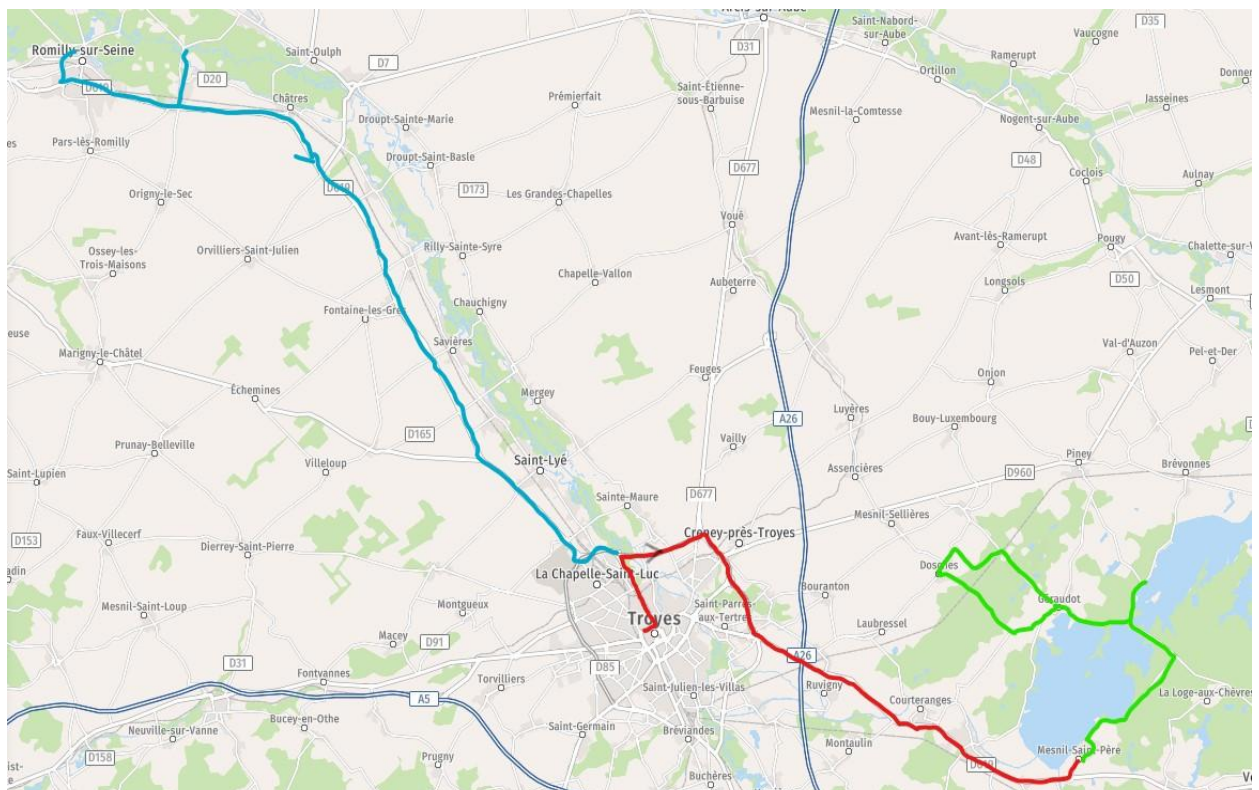 Arcis-sur-Aube
D35
Saint-Nabord-
sur-Aube
Vaucogne
Romilly-sur-Seine
Saint-Oulph
D7
D31
Ramerupt
D20
D619
Châtres
Saint-Étienne-
sous-Barbuise
Ortillon
Prémierfait
Jasseines
Mesnil-la-Comtesse
Droupt-Sainte-Marie
Nogent-sur-Aube
Pars-lès-Romilly
Droupt-Saint-Basle
D677
D48
Coclois
Aulnay
D619
D173
Origny-le-Sec
Les Grandes-Chapelles
Voué
Avant-lès-Ramerupt
Pougy
Ossey-les-
Trois-Maisons
Orvilliers-Saint-Julien
Rilly-Sainte-Syre
Chapelle-Vallon
Aubeterre
Longsols
D50
Lesmont
Chauchigny
Fontaine-les-Grès
Savières
Val-d'Auzon
Pel-et-Der
Marigny-le-Châtel
Feuges
Onjon
Échemines
Mergey
Luyères
A26
Bouy-Luxembourg
D165
Prunay-Belleville
Vailly
Saint-Lupien
Villeloup
Saint-Lyé
Assencières
Piney
Brévonnes
D960
Sainte-Maure
D677
Mesnil-Sellières
D153
Faux-Villecerf
Creney-près-Troyes
Dierrey-Saint-Pierre
Dosches
La Chapelle-Saint-Luc
Bouranton
Géraudot
Mesnil-Saint-Loup
Montgueux
Saint-Parres-
aux-Tertres
Troyes
Laubressel
Macey
D91
D31
D85
A26
Fontvannes
Torvilliers
A5
Saint-Julien-les-Villas
Ruvigny
Courteranges
La Loge-aux-Chèvres
Neuville-sur-Vanne
Bucey-en-Othe
Saint-Germain
Bréviandes
D158
Prugny
Montaulin
D619
Mesnil-Saint-Père
Buchères